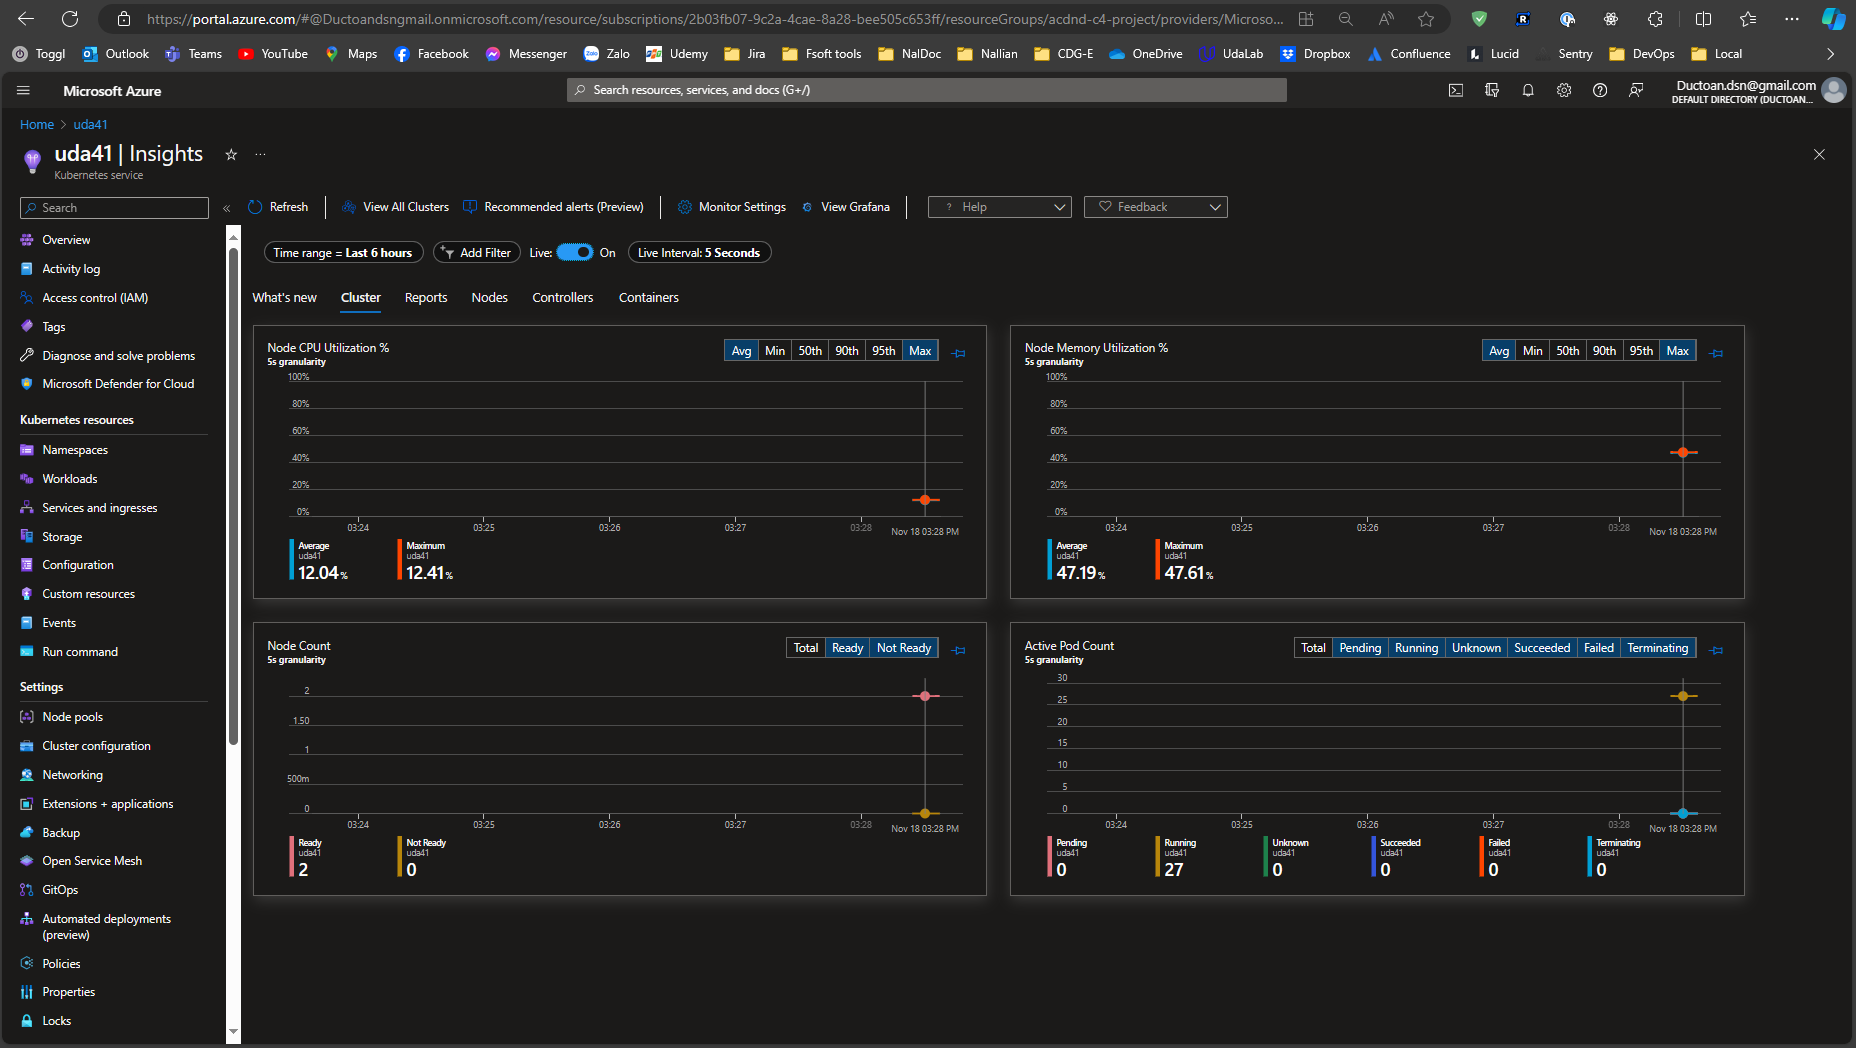 https://portal.azure.com/#@Ductoandsngmail.onmicrosoft.com/resource/subscriptions/2b03fb07-9c2a-4cae-8a28-bee505c653ff/resourceGroups/acdnd-c4-project/providers/Microso...
Toggl Outlook Teams YouTube Maps Facebook Messenger Zalo Udemy Jira Fsoft tools NalDoc Nallian CDG-E OneDrive UdaLab Dropbox Confluence Lucid Sentry DevOps Local
Microsoft Azure
Search resources, services, and docs (G+/)
Ductoan.dsn@gmail.com
DEFAULT DIRECTORY (DUCTOAN...
Home > uda41
uda41 | Insights
Kubernetes service
Search
Refresh
View All Clusters
Recommended alerts (Preview)
Monitor Settings
View Grafana
? Help
Feedback
Overview
Activity log
Access control (IAM)
Tags
Diagnose and solve problems
Microsoft Defender for Cloud
Kubernetes resources
Namespaces
Workloads
Services and ingresses
Storage
Configuration
Custom resources
Events
Run command
Settings
Node pools
Cluster configuration
Networking
Extensions + applications
Backup
Open Service Mesh
GitOps
Automated deployments
(preview)
Policies
Properties
Locks
Time range = Last 6 hours
Add Filter
Live: On
Live Interval: 5 Seconds
What's new Cluster Reports Nodes Controllers Containers
Node CPU Utilization %
5s granularity
Avg Min 50th 90th 95th Max
100%
80%
60%
40%
20%
0%
03:24 03:25 03:26 03:27 03:28 Nov 18 03:28 PM
Average Maximum
uda41 uda41
12.04% 12.41%
Node Memory Utilization %
5s granularity
Avg Min 50th 90th 95th Max
100%
80%
60%
40%
20%
0%
03:24 03:25 03:26 03:27 03:28 Nov 18 03:28 PM
Average Maximum
uda41 uda41
47.19% 47.61%
Node Count
5s granularity
Total Ready Not Ready
2
1.50
1
500m
0
03:24 03:25 03:26 03:27 03:28 Nov 18 03:28 PM
Ready Not Ready
uda41 uda41
2 0
Active Pod Count
5s granularity
Total Pending Running Unknown Succeeded Failed Terminating
30
25
20
15
10
5
0
03:24 03:25 03:26 03:27 03:28 Nov 18 03:28 PM
Pending Running Unknown Succeeded Failed Terminating
uda41 uda41 uda41 uda41 uda41 uda41
0 27 0 0 0 0